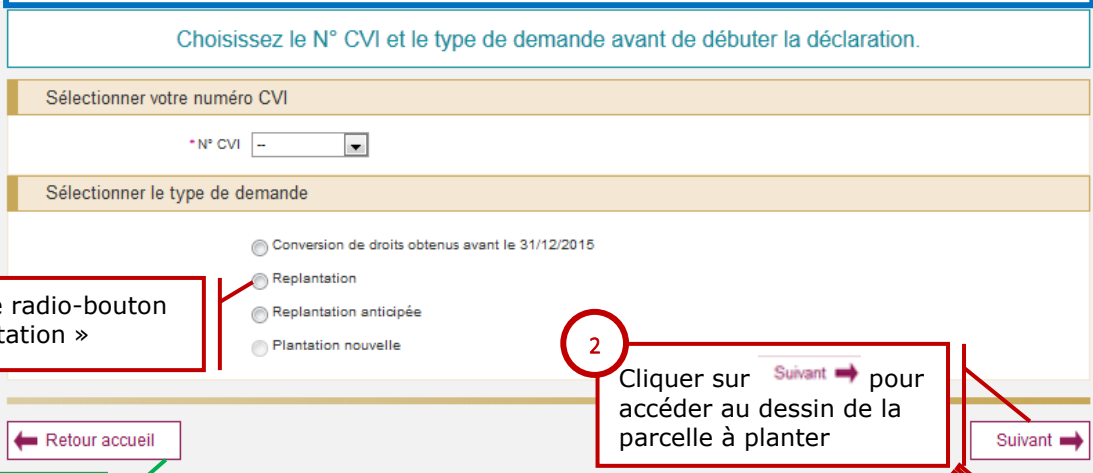 Choisissez le N° CVI et le type de demande avant de débuter la déclaration.
Sélectionner votre numéro CVI
* N° CVI --
Sélectionner le type de demande
Conversion de droits obtenus avant le 31/12/2015
Replantation
Replantation anticipée
Plantation nouvelle
radio-bouton
tation »
2
Cliquer sur Suivant pour
accéder au dessin de la
parcelle à planter
Retour accueil
Suivant